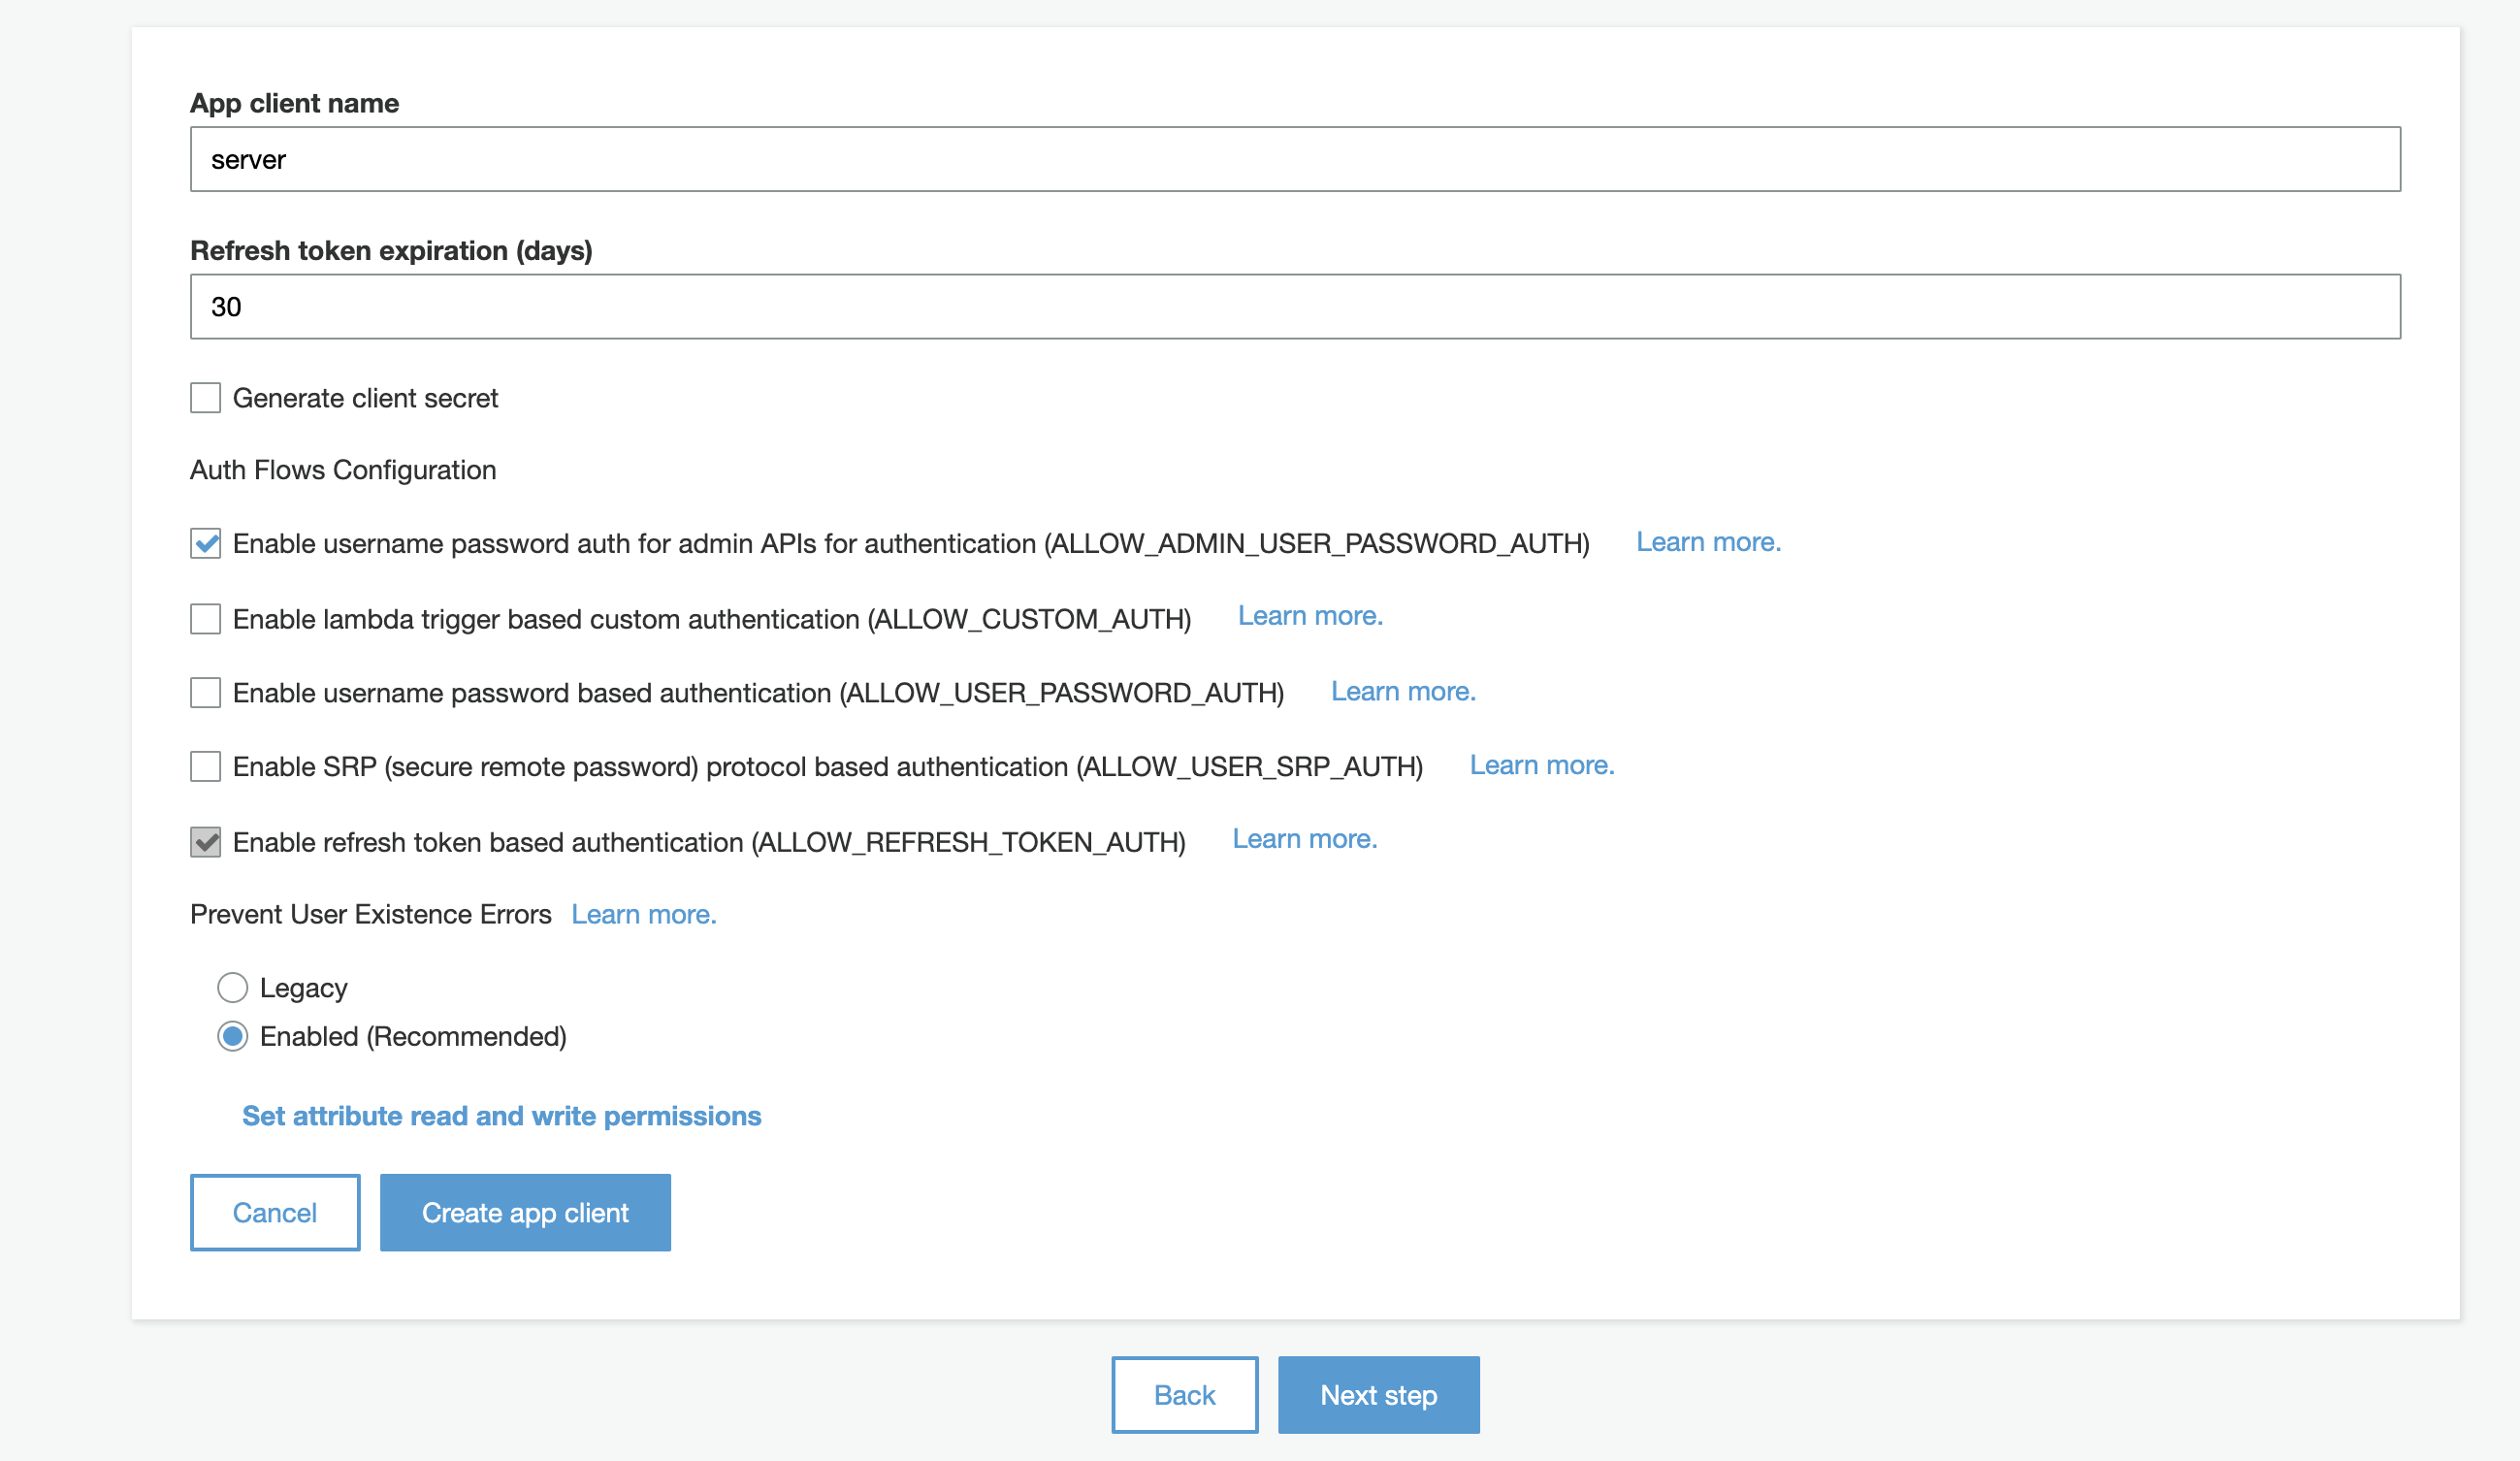 App client name
server
Refresh token expiration (days)
30
Generate client secret
Auth Flows Configuration
Enable username password auth for admin APIs for authentication (ALLOW_ADMIN_USER_PASSWORD_AUTH) Learn more.
Enable lambda trigger based custom authentication (ALLOW_CUSTOM_AUTH) Learn more.
Enable username password based authentication (ALLOW_USER_PASSWORD_AUTH) Learn more.
Enable SRP (secure remote password) protocol based authentication (ALLOW_USER_SRP_AUTH) Learn more.
Enable refresh token based authentication (ALLOW_REFRESH_TOKEN_AUTH) Learn more.
Prevent User Existence Errors Learn more.
Legacy
Enabled (Recommended)
Set attribute read and write permissions
Cancel Create app client
Back Next step